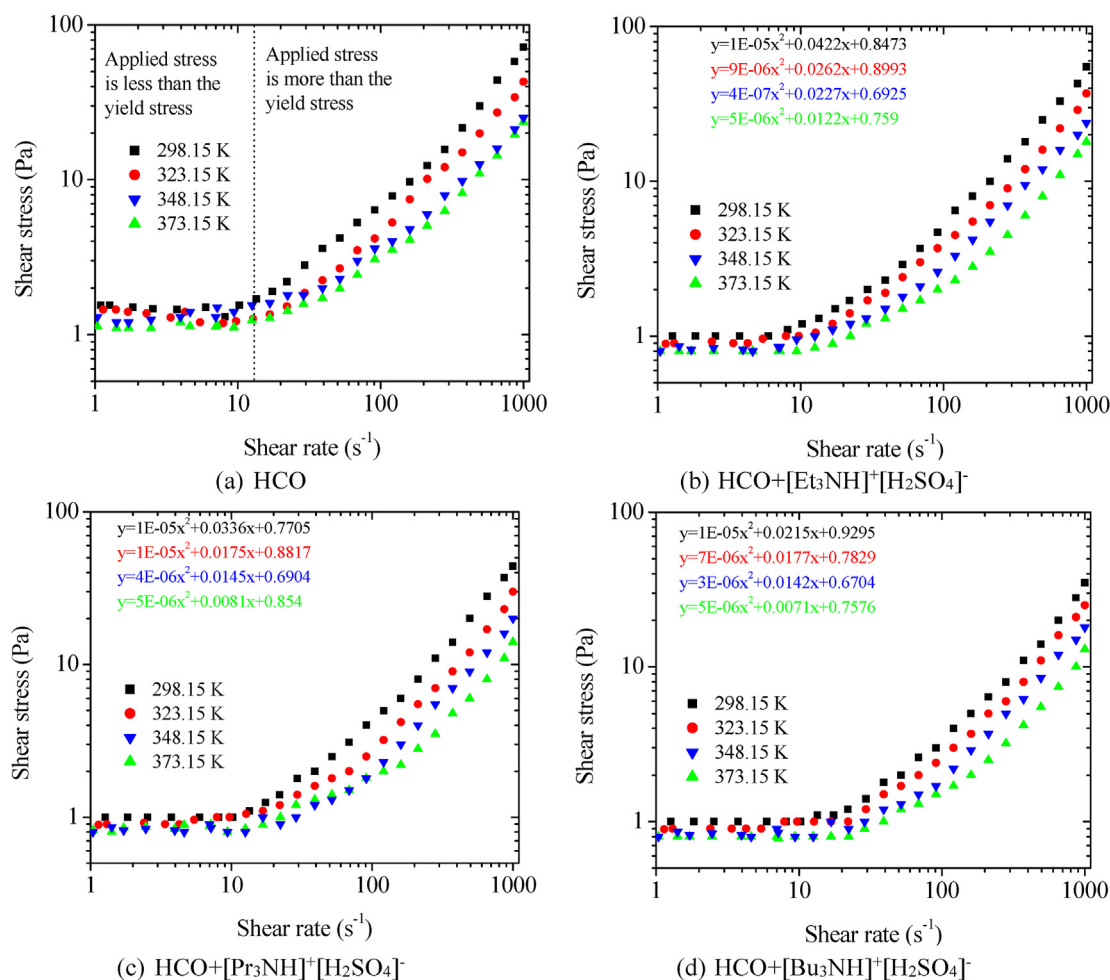 100
Applied stress
is less than the
yield stress
Applied stress
is more than the
yield stress
298.15 K
323.15 K
348.15 K
373.15 K
10
1
Shear stress (Pa)
1 10 100 1000
Shear rate (s⁻¹)
(a) HCO
100
y=1E-05x²+0.0422x+0.8473
y=9E-06x²+0.0262x+0.8993
y=4E-07x²+0.0227x+0.6925
y=5E-06x²+0.0122x+0.759
10
298.15 K
323.15 K
348.15 K
373.15 K
1
Shear stress (Pa)
1 10 100 1000
Shear rate (s⁻¹)
(b) HCO+[Et₃NH]⁺[H₂SO₄]⁻
100
y=1E-05x²+0.0336x+0.7705
y=1E-05x²+0.0175x+0.8817
y=4E-06x²+0.0145x+0.6904
y=5E-06x²+0.0081x+0.854
10
298.15 K
323.15 K
348.15 K
373.15 K
1
Shear stress (Pa)
1 10 100 1000
Shear rate (s⁻¹)
(c) HCO+[Pr₃NH]⁺[H₂SO₄]⁻
100
y=1E-05x²+0.0215x+0.9295
y=7E-06x²+0.0177x+0.7829
y=3E-06x²+0.0142x+0.6704
y=5E-06x²+0.0071x+0.7576
10
298.15 K
323.15 K
348.15 K
373.15 K
1
Shear stress (Pa)
1 10 100 1000
Shear rate (s⁻¹)
(d) HCO+[Bu₃NH]⁺[H₂SO₄]⁻